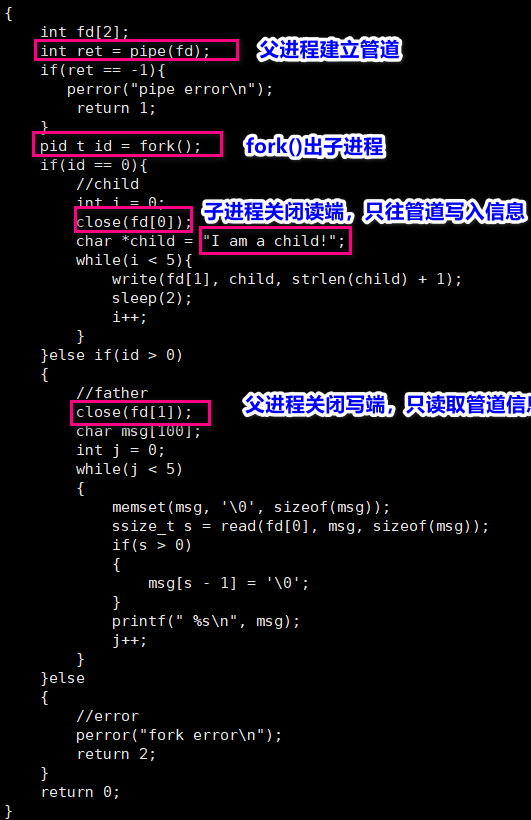 {
int fd[2];
int ret = pipe(fd); 父进程建立管道
if(ret == -1){
perror("pipe error\n");
return 1;
}
pid_t id = fork(); fork()出子进程
if(id == 0){
//child
int i = 0;
close(fd[0]); 子进程关闭读端，只往管道写入信息
char *child = "I am a child!";
while(i < 5){
write(fd[1], child, strlen(child) + 1);
sleep(2);
i++;
}
}else if(id > 0)
{
//father
close(fd[1]); 父进程关闭写端，只读取管道信息
char msg[100];
int j = 0;
while(j < 5)
{
memset(msg, '\0', sizeof(msg));
ssize_t s = read(fd[0], msg, sizeof(msg));
if(s > 0)
{
msg[s - 1] = '\0';
}
printf(" %s\n", msg);
j++;
}
}else
{
//error
perror("fork error\n");
return 2;
}
return 0;
}